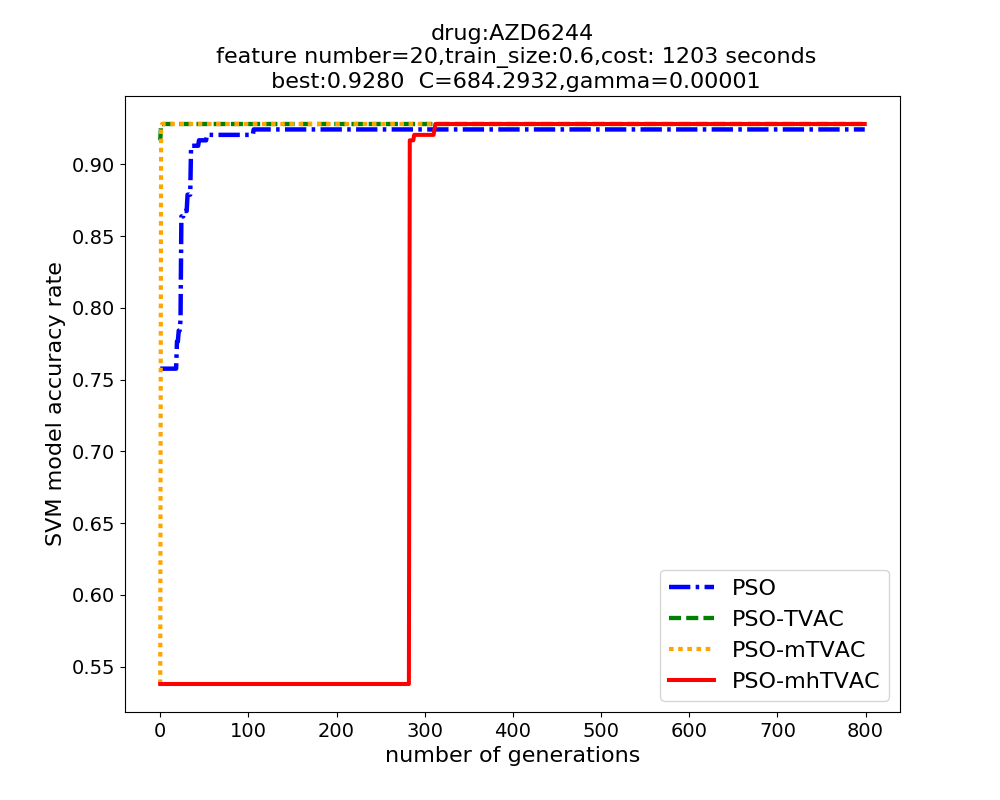 drug:AZD6244
feature number=20,train_size:0.6,cost: 1203 seconds
best:0.9280  C=684.2932,gamma=0.00001
SVM model accuracy rate
0.90
0.85
0.80
0.75
0.70
0.65
0.60
0.55
PSO
PSO-TVAC
PSO-mTVAC
PSO-mhTVAC
0 100 200 300 400 500 600 700 800
number of generations